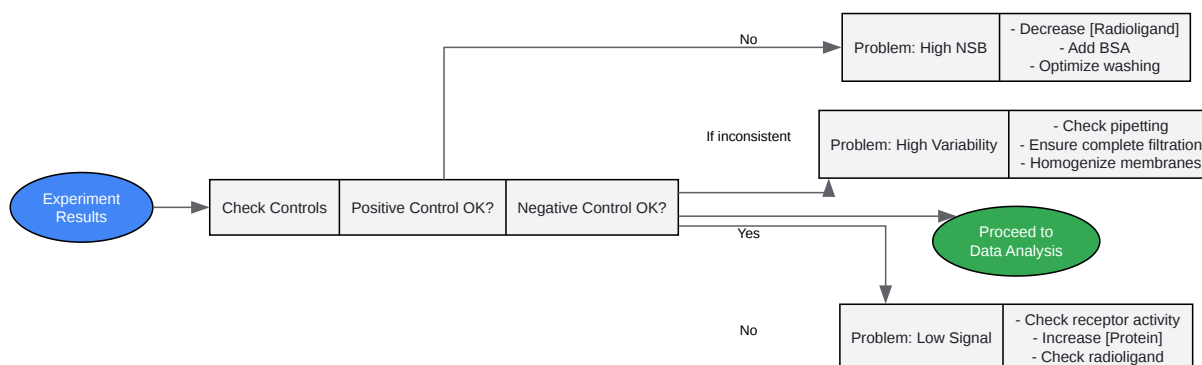 No
Problem: High NSB
- Decrease [Radioligand]
- Add BSA
- Optimize washing
If inconsistent
Problem: High Variability
- Check pipetting
- Ensure complete filtration
- Homogenize membranes
Experiment
Results
Check Controls
Positive Control OK?
Negative Control OK?
Yes
Proceed to
Data Analysis
No
Problem: Low Signal
- Check receptor activity
- Increase [Protein]
- Check radioligand